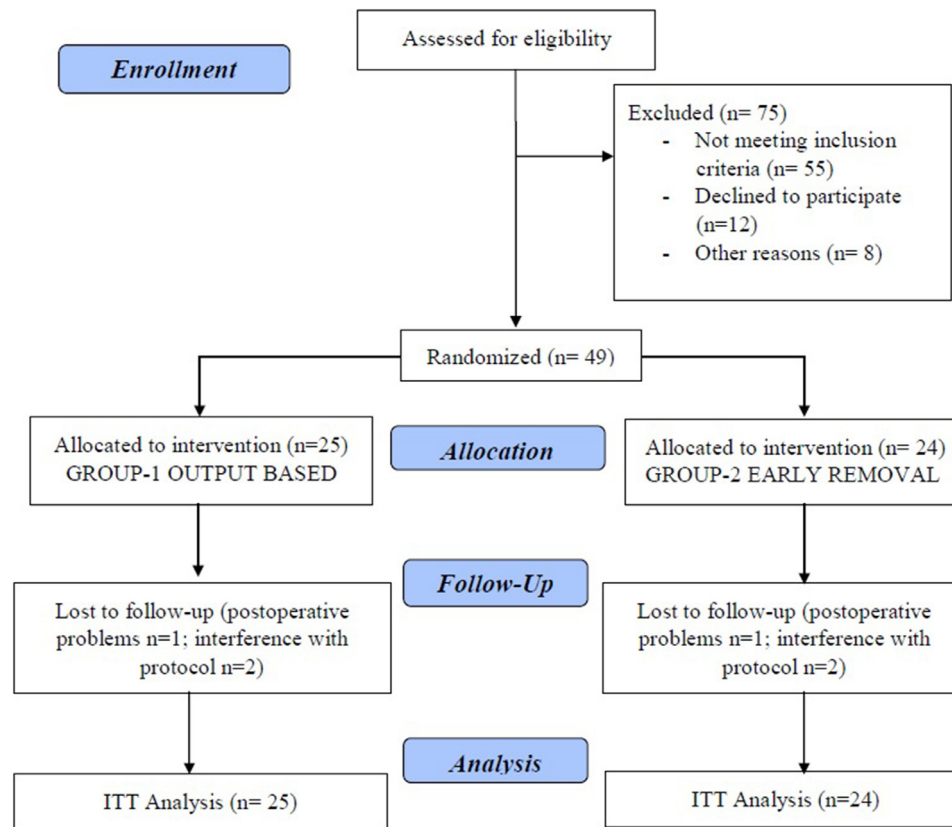 Assessed for eligibility
Enrollment
Excluded (n= 75)
- Not meeting inclusion
criteria (n= 55)
- Declined to participate
(n=12)
- Other reasons (n= 8)
Randomized (n= 49)
Allocated to intervention (n=25)
GROUP-1 OUTPUT BASED
Allocation
Allocated to intervention (n= 24)
GROUP-2 EARLY REMOVAL
Follow-Up
Lost to follow-up (postoperative
problems n=1; interference with
protocol n=2)
Lost to follow-up (postoperative
problems n=1; interference with
protocol n=2)
Analysis
ITT Analysis (n= 25)
ITT Analysis (n=24)